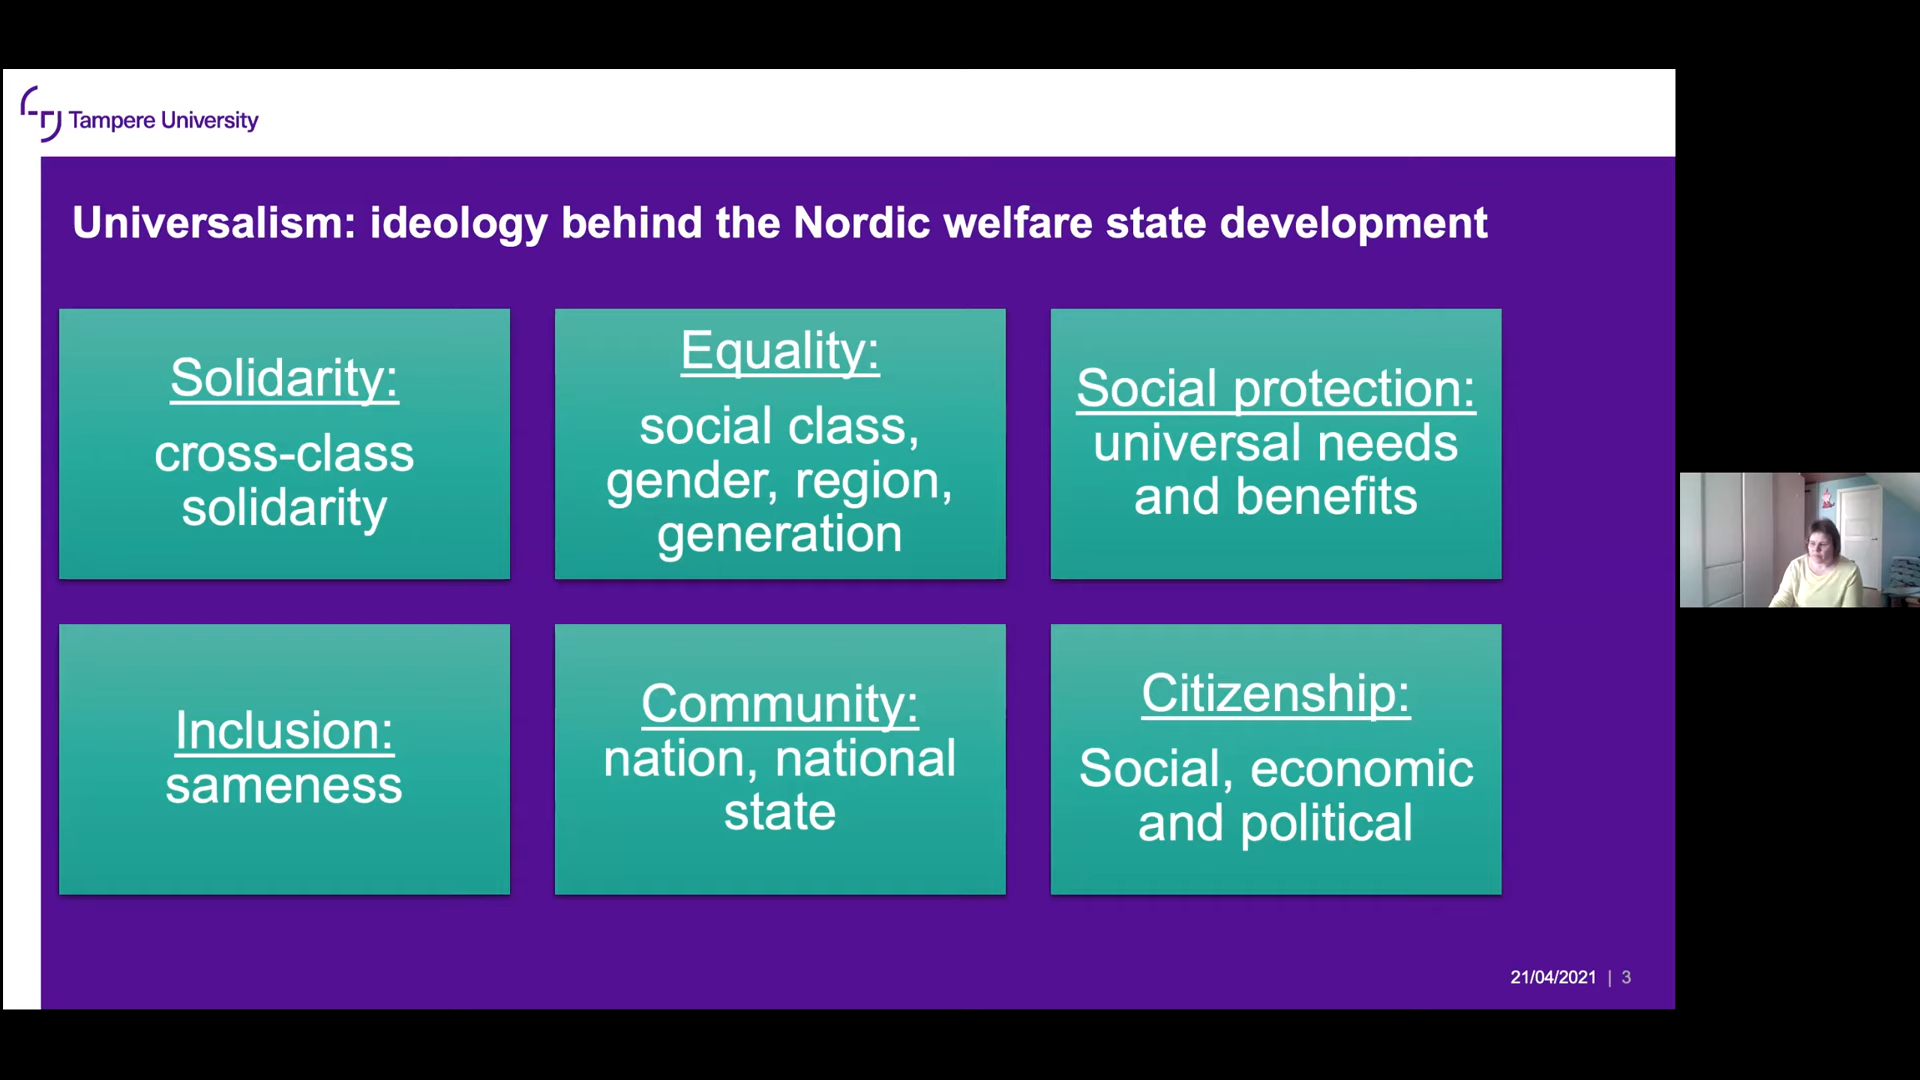 Tampere University
Universalism: ideology behind the Nordic welfare state development
Solidarity:
cross-class
solidarity
Equality:
social class,
gender, region,
generation
Social protection:
universal needs
and benefits
Inclusion:
sameness
Community:
nation, national
state
Citizenship:
Social, economic
and political
21/04/2021 | 3